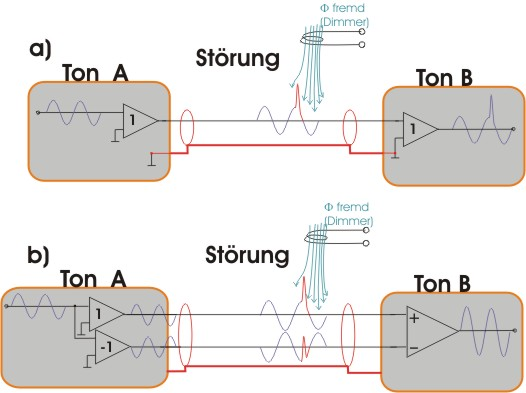 Φ fremd
(Dimmer)
a)
Störung
Ton A
Ton B
1
1
Φ fremd
(Dimmer)
b)
Störung
Ton A
Ton B
1
+
-1
−